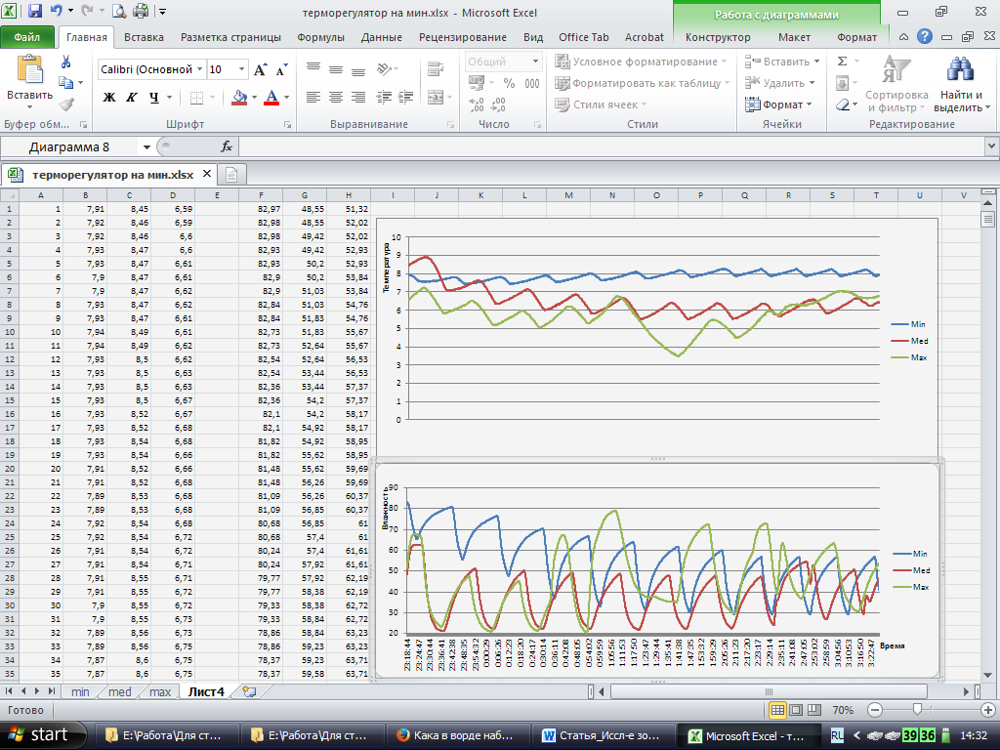 терморегулятор на мин.xlsx - Microsoft Excel
Работа с диаграммами
Файл Главная Вставка Разметка страницы Формулы Данные Рецензирование Вид Office Tab Acrobat Конструктор Макет Формат
Calibri (Основной 10 Общий Условное форматирование Вставить Σ
Вставить Ж К Ч % 000 Форматировать как таблицу Удалить Сортировка и фильтр Найти и выделить
Стили ячеек Формат
Буфер обм... Шрифт Выравнивание Число Стили Ячейки Редактирование
Диаграмма 8 fx
терморегулятор на мин.xlsx
A B C D E F G H I J K L M N O P Q R S T U V
1 1 7,91 8,45 6,59 82,97 48,55 51,32
2 2 7,92 8,46 6,59 82,98 48,55 52,02
3 3 7,92 8,46 6,6 82,98 49,42 52,02
4 4 7,93 8,47 6,6 82,93 49,42 52,93
5 5 7,93 8,47 6,61 82,93 50,2 52,93
6 6 7,9 8,47 6,61 82,9 50,2 53,84
7 7 7,9 8,47 6,62 82,9 51,03 53,84
8 8 7,93 8,47 6,62 82,84 51,03 54,76
9 9 7,93 8,47 6,61 82,84 51,83 54,76
10 10 7,94 8,49 6,61 82,73 51,83 55,67
11 11 7,94 8,49 6,62 82,73 52,64 55,67
12 12 7,93 8,5 6,62 82,54 52,64 56,53
13 13 7,93 8,5 6,63 82,54 53,44 56,53
14 14 7,93 8,5 6,63 82,36 53,44 57,37
15 15 7,93 8,5 6,67 82,36 54,2 57,37
16 16 7,93 8,52 6,67 82,1 54,2 58,17
17 17 7,93 8,52 6,68 82,1 54,92 58,17
18 18 7,93 8,54 6,68 81,82 54,92 58,95
19 19 7,93 8,54 6,66 81,82 55,62 58,95
20 20 7,91 8,52 6,66 81,48 55,62 59,69
21 21 7,91 8,52 6,68 81,48 56,26 59,69
22 22 7,89 8,53 6,68 81,09 56,26 60,37
23 23 7,89 8,53 6,68 81,09 56,85 60,37
24 24 7,92 8,54 6,68 80,68 56,85 61
25 25 7,92 8,54 6,72 80,68 57,4 61
26 26 7,91 8,54 6,72 80,24 57,4 61,61
27 27 7,91 8,54 6,71 80,24 57,92 61,61
28 28 7,91 8,55 6,71 79,77 57,92 62,19
29 29 7,91 8,55 6,72 79,77 58,38 62,19
30 30 7,9 8,55 6,72 79,33 58,38 62,72
31 31 7,9 8,55 6,73 79,33 58,84 62,72
32 32 7,89 8,56 6,73 78,86 58,84 63,23
33 33 7,89 8,56 6,75 78,86 59,23 63,23
34 34 7,87 8,6 6,75 78,37 59,23 63,71
35 35 7,87 8,6 6,75 78,37 59,58 63,71
Температура
10
9
8
7
6
5
4
3
2
1
0
Min
Med
Max
Влажность
90
80
70
60
50
40
30
20
Min
Med
Max
23:18:44 23:24:47 23:30:44 23:36:41 23:42:38 23:48:35 23:54:32 0:00:29 0:06:26 0:12:23 0:18:20 0:24:17 0:30:14 0:36:11 0:42:08 0:48:05 0:54:02 0:59:59 1:05:56 1:11:53 1:17:50 1:23:47 1:29:44 1:35:41 1:41:38 1:47:35 1:53:32 1:59:29 2:05:26 2:11:23 2:17:20 2:23:17 2:29:14 2:35:11 2:41:08 2:47:05 2:53:02 2:58:59 3:04:56 3:10:53 3:16:50 3:22:47
Время
min med max Лист4
Готово 70%
start E:\Работа\Для ст... E:\Работа\Для ст... Кака в ворде наб... Статья_Иссл-е зо... Microsoft Excel - т... RU 39 36 14:32